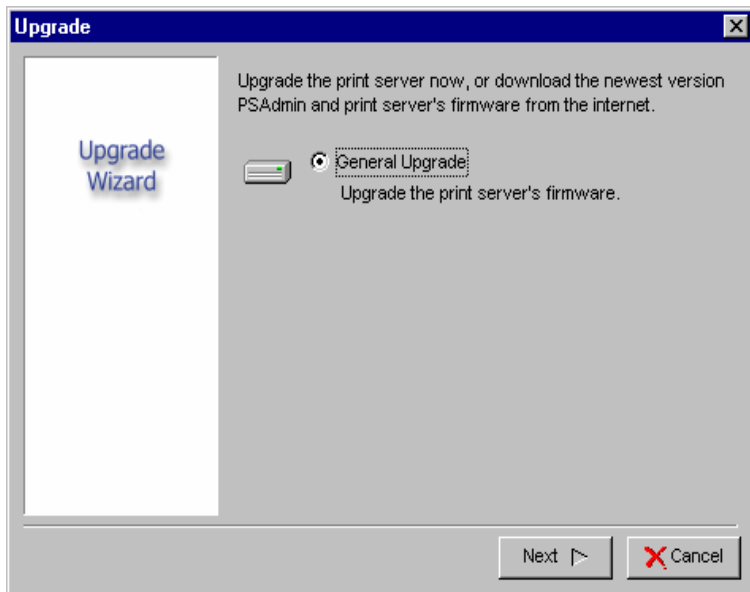 Upgrade
Upgrade the print server now, or download the newest version
PSAdmin and print server's firmware from the internet.
Upgrade
Wizard
General Upgrade
Upgrade the print server's firmware.
Next
Cancel